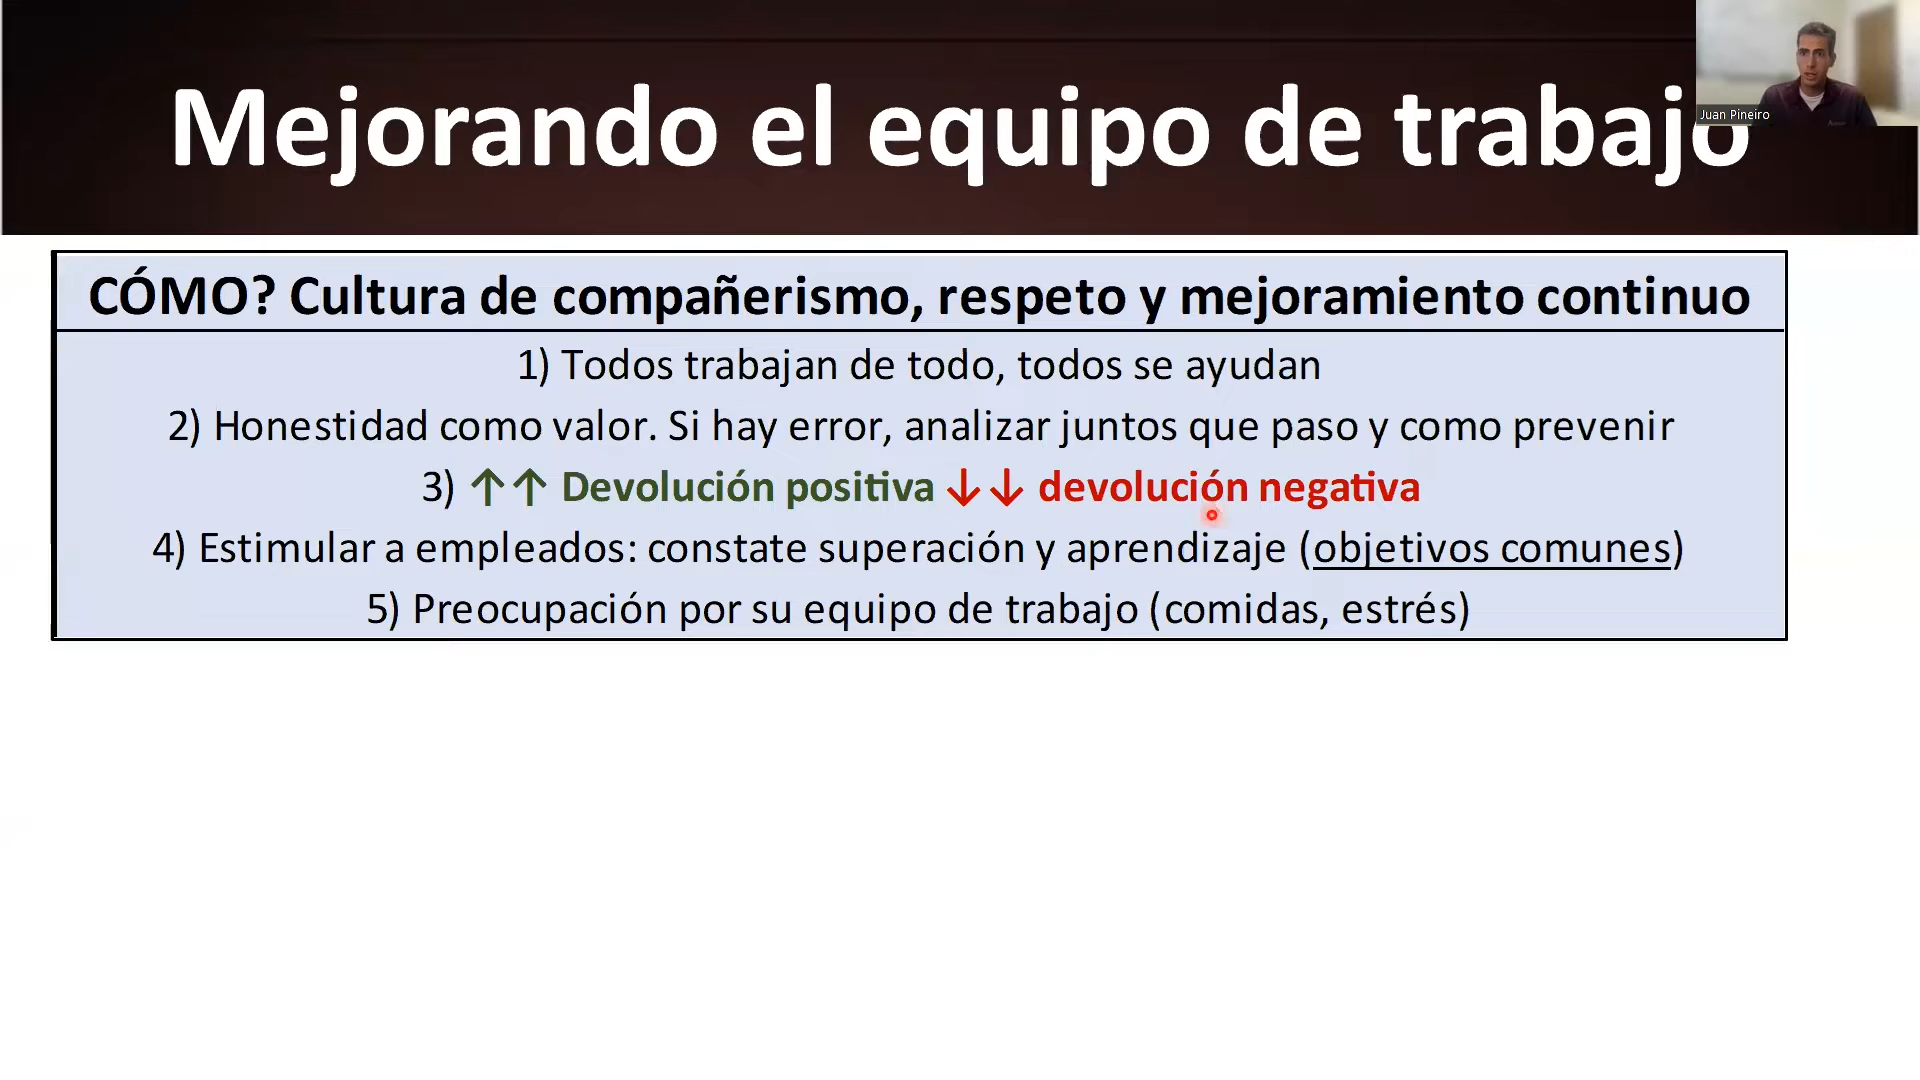 Mejorando el equipo de trabajo
Juan Pineiro
CÓMO? Cultura de compañerismo, respeto y mejoramiento continuo
1) Todos trabajan de todo, todos se ayudan
2) Honestidad como valor. Si hay error, analizar juntos que paso y como prevenir
3) ↑↑ Devolución positiva ↓↓ devolución negativa
4) Estimular a empleados: constate superación y aprendizaje (objetivos comunes)
5) Preocupación por su equipo de trabajo (comidas, estrés)